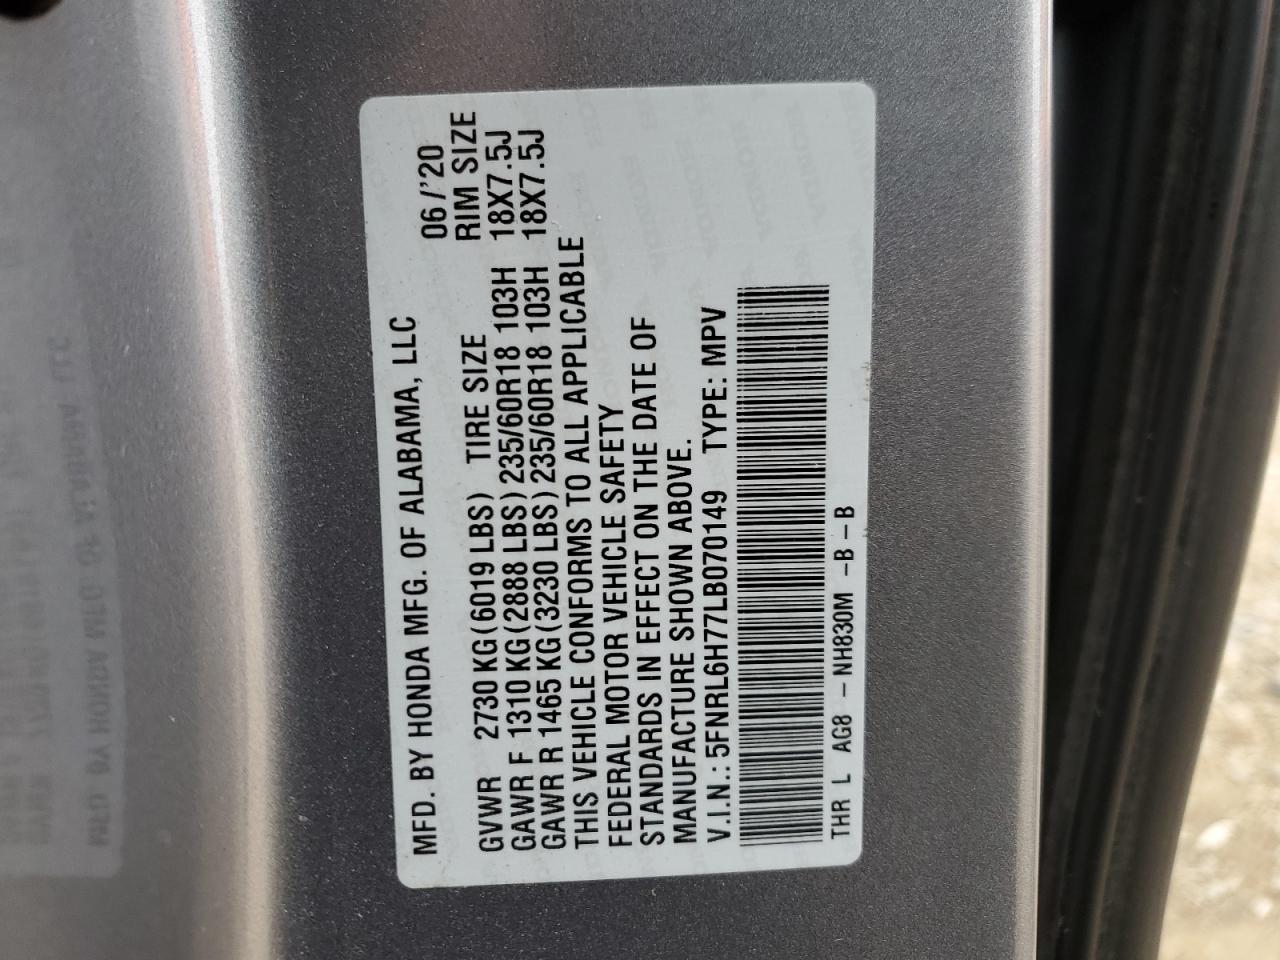 MFD. BY HONDA MFG. OF ALABAMA, LLC 06/'20
GVWR 2730 KG(6019 LBS) TIRE SIZE RIM SIZE
GAWR F 1310 KG(2888 LBS) 235/60R18 103H 18X7.5J
GAWR R 1465 KG(3230 LBS) 235/60R18 103H 18X7.5J
THIS VEHICLE CONFORMS TO ALL APPLICABLE
FEDERAL MOTOR VEHICLE SAFETY
STANDARDS IN EFFECT ON THE DATE OF
MANUFACTURE SHOWN ABOVE.
V.I.N.: 5FNRL6H77LB070149 TYPE: MPV
THR L AG8 - NH830M -B-B